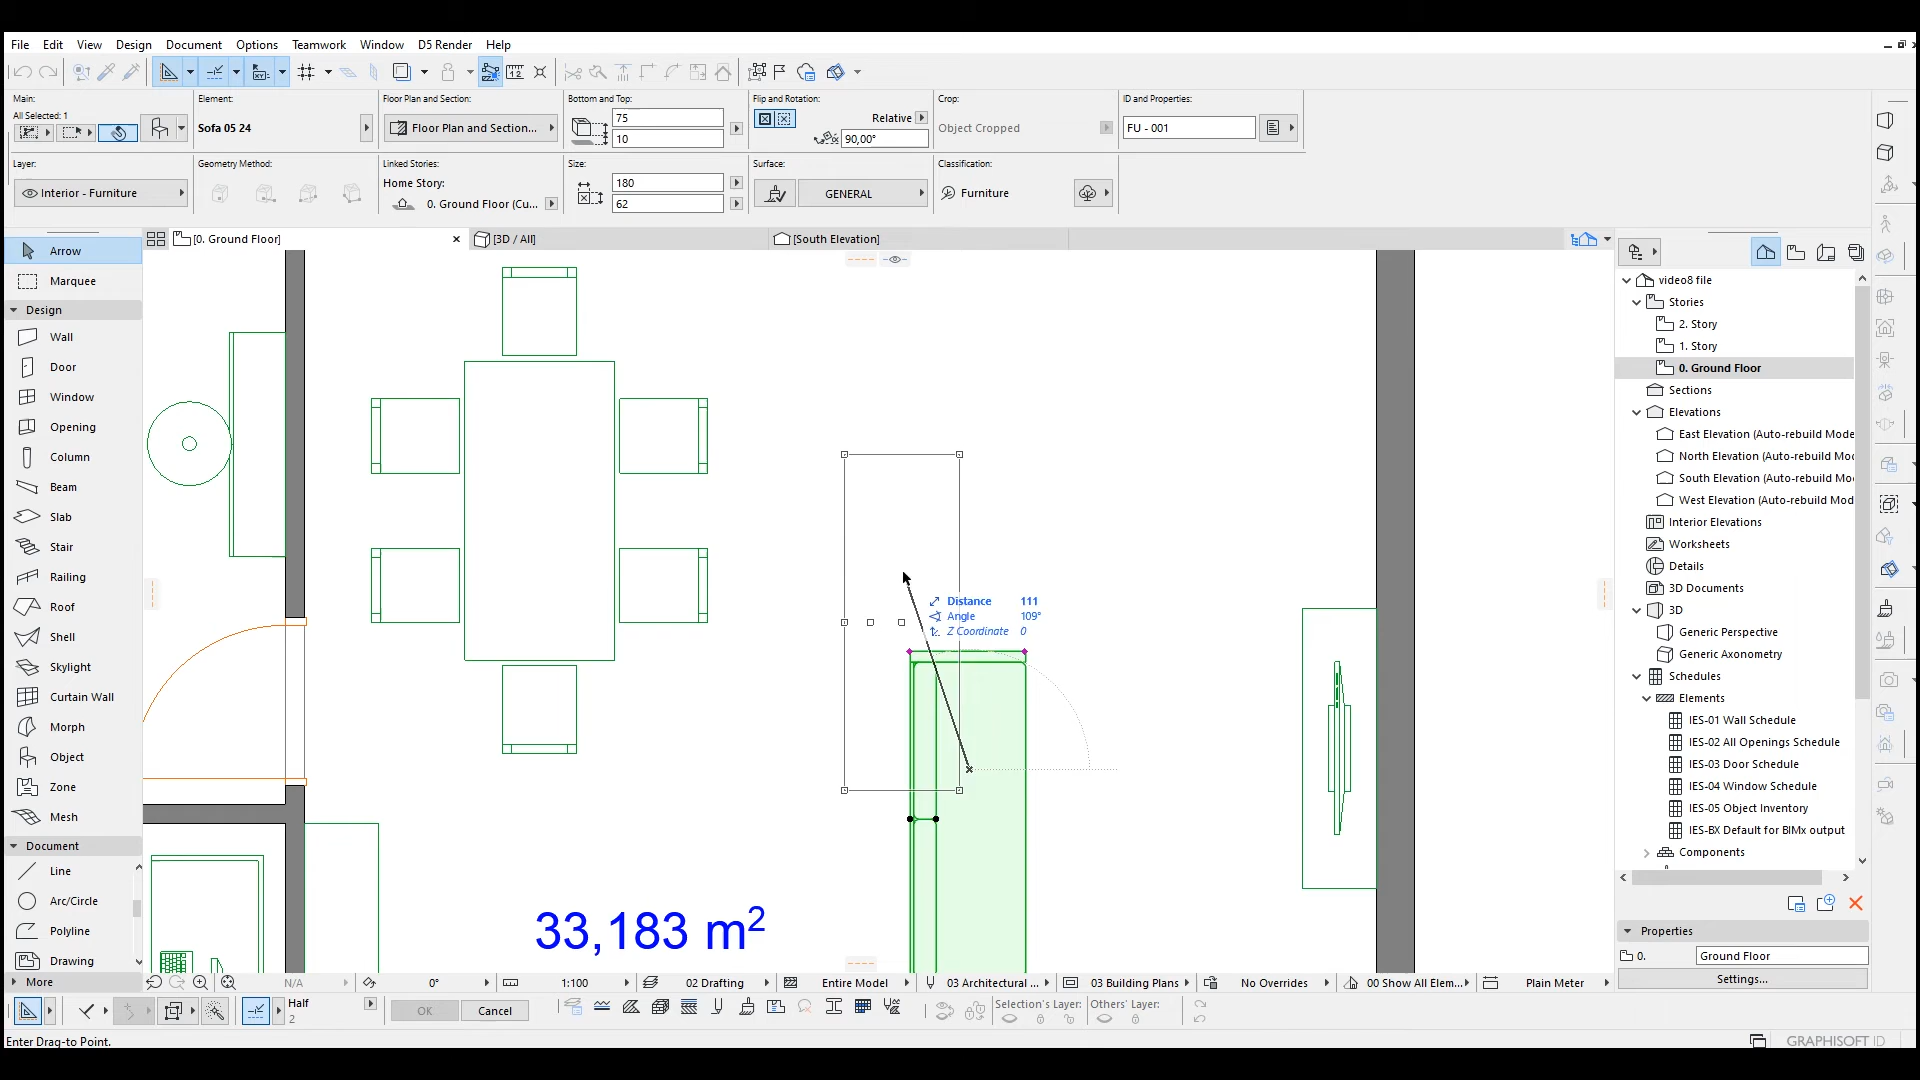 File Edit View Design Document Options Teamwork Window D5 Render Help
Main:
All Selected: 1
Element:
Sofa 05 24
Floor Plan and Section:
Floor Plan and Section...
Bottom and Top:
75
10
Flip and Rotation:
Relative
90,00°
Crop:
Object Cropped
ID and Properties:
FU - 001
Layer:
Interior - Furniture
Geometry Method:
Linked Stories:
Home Story:
0. Ground Floor (Cu...
Size:
180
62
Surface:
GENERAL
Classification:
Furniture
[0. Ground Floor]
[3D / All]
[South Elevation]
Arrow
Marquee
Design
Wall
Door
Window
Opening
Column
Beam
Slab
Stair
Railing
Roof
Shell
Skylight
Curtain Wall
Morph
Object
Zone
Mesh
Document
Line
Arc/Circle
Polyline
Drawing
More
Distance 111
Angle 109°
Z Coordinate 0
33,183 m²
video8 file
Stories
2. Story
1. Story
0. Ground Floor
Sections
Elevations
East Elevation (Auto-rebuild Mode
North Elevation (Auto-rebuild Moc
South Elevation (Auto-rebuild Mo
West Elevation (Auto-rebuild Mod
Interior Elevations
Worksheets
Details
3D Documents
3D
Generic Perspective
Generic Axonometry
Schedules
Elements
IES-01 Wall Schedule
IES-02 All Openings Schedule
IES-03 Door Schedule
IES-04 Window Schedule
IES-05 Object Inventory
IES-BX Default for BIMx output
Components
Properties
0.
Ground Floor
Settings...
N/A
0°
1:100
02 Drafting
Entire Model
03 Architectural ...
03 Building Plans
No Overrides
00 Show All Elem...
Plain Meter
Half
2
OK
Cancel
Selection's Layer:
Others' Layer:
Enter Drag-to Point.
GRAPHISOFT ID